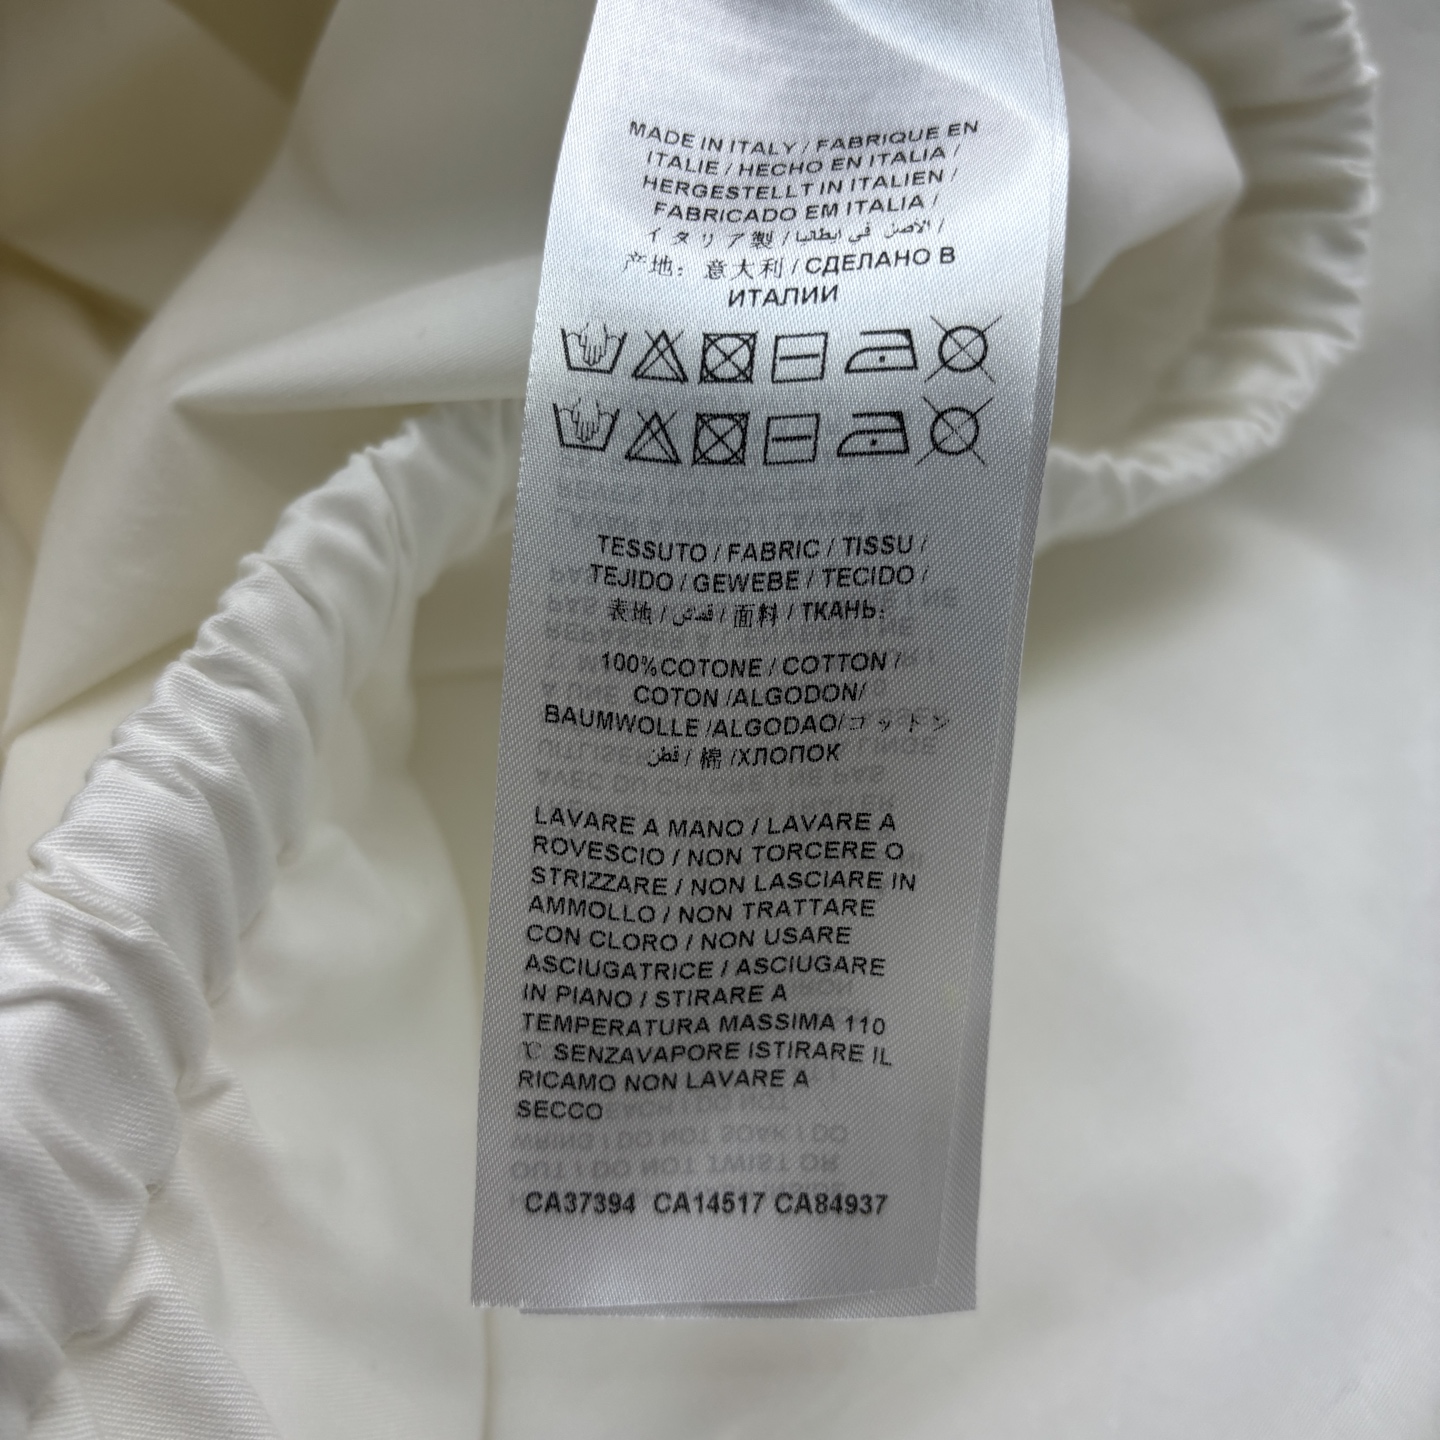 MADE IN ITALY / FABRIQUE EN
ITALIE / HECHO EN ITALIA /
HERGESTELLT IN ITALIEN /
FABRICADO EM ITALIA /
イタリア製 / الأصل في إيطاليا /
产地：意大利 / СДЕЛАНО В
ИТАЛИИ
TESSUTO / FABRIC / TISSU /
TEJIDO / GEWEBE / TECIDO /
表地 / قماش / 面料 / ТКАНЬ:
100%COTONE / COTTON /
COTON /ALGODON/
BAUMWOLLE /ALGODAO/コットン
قطن / 棉 /ХЛОПОК
LAVARE A MANO / LAVARE A
ROVESCIO / NON TORCERE O
STRIZZARE / NON LASCIARE IN
AMMOLLO / NON TRATTARE
CON CLORO / NON USARE
ASCIUGATRICE / ASCIUGARE
IN PIANO / STIRARE A
TEMPERATURA MASSIMA 110
℃ SENZAVAPORE ISTIRARE IL
RICAMO NON LAVARE A
SECCO
CA37394 CA14517 CA84937